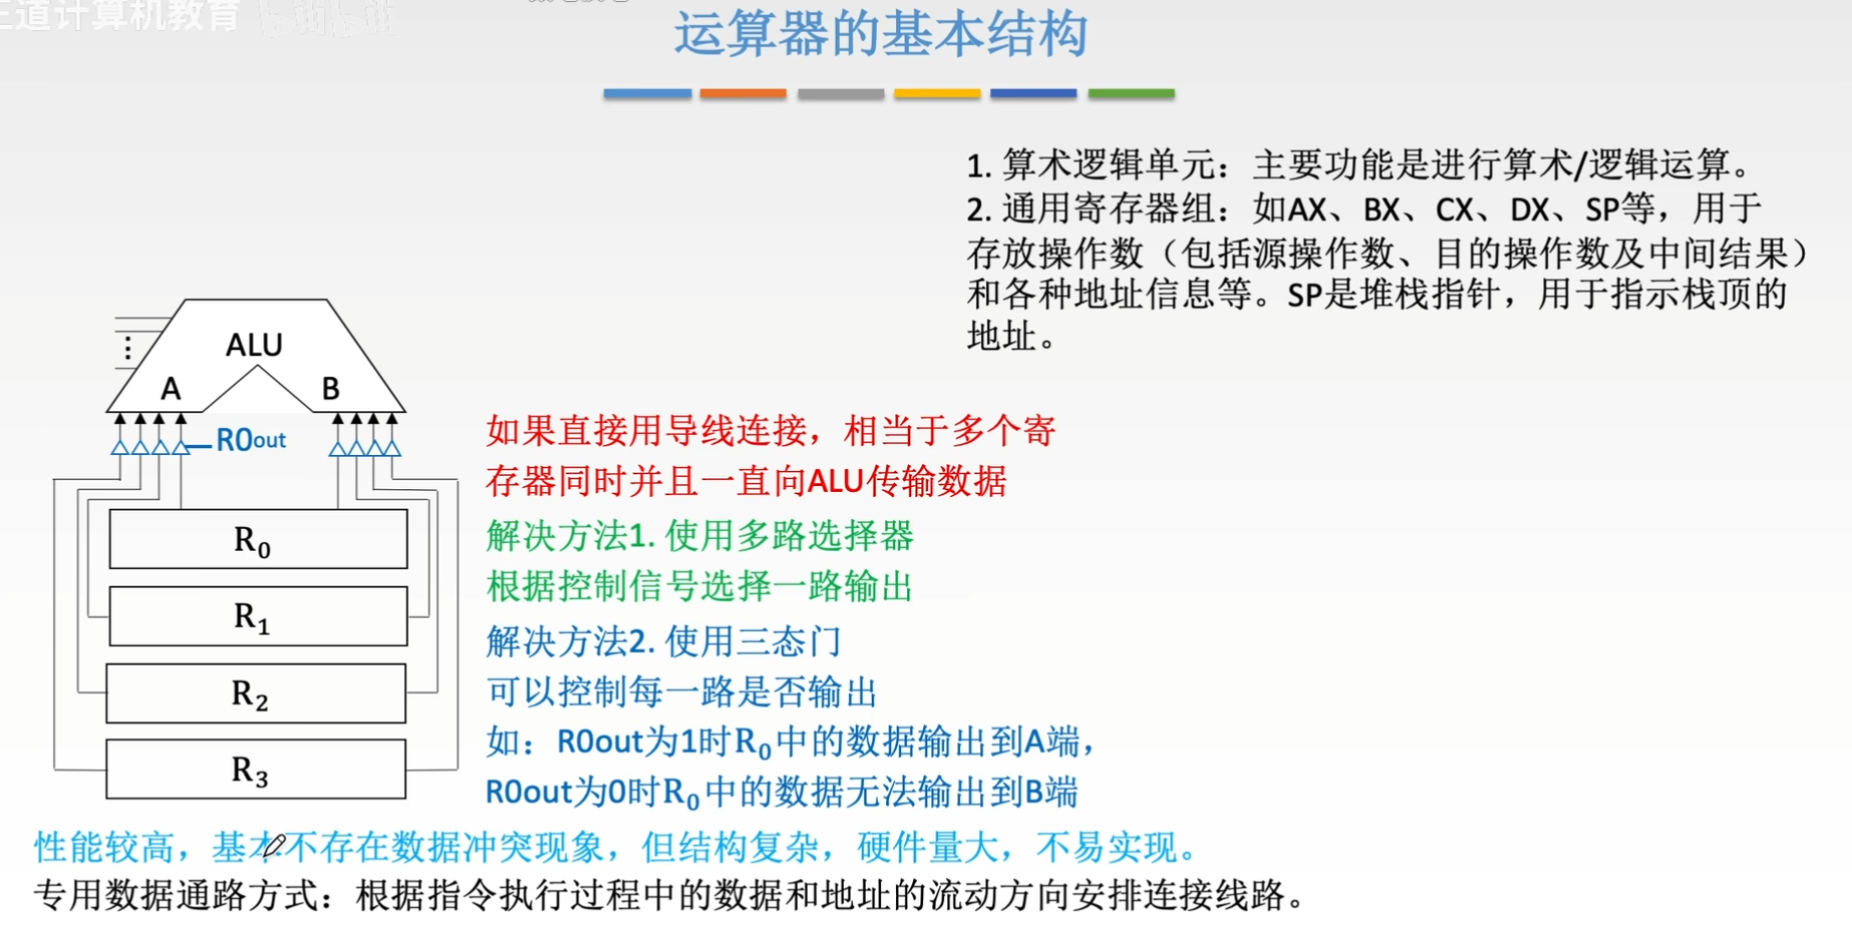 王道计算机教育
bilibili
运算器的基本结构
1. 算术逻辑单元：主要功能是进行算术/逻辑运算。
2. 通用寄存器组：如AX、BX、CX、DX、SP等，用于
存放操作数（包括源操作数、目的操作数及中间结果）
和各种地址信息等。SP是堆栈指针，用于指示栈顶的
地址。
ALU
A
B
R0out
R0
R1
R2
R3
如果直接用导线连接，相当于多个寄
存器同时并且一直向ALU传输数据
解决方法1. 使用多路选择器
根据控制信号选择一路输出
解决方法2. 使用三态门
可以控制每一路是否输出
如：R0out为1时R0中的数据输出到A端，
R0out为0时R0中的数据无法输出到B端
性能较高，基本不存在数据冲突现象，但结构复杂，硬件量大，不易实现。
专用数据通路方式：根据指令执行过程中的数据和地址的流动方向安排连接线路。